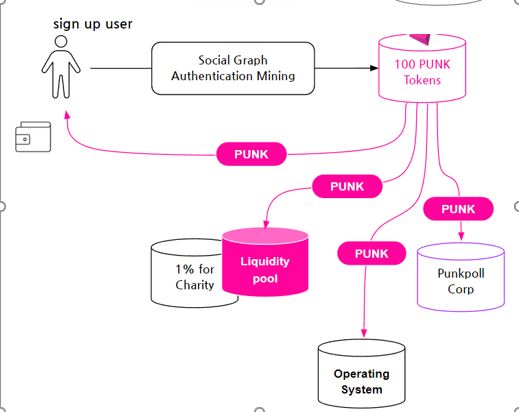 sign up user
Social Graph
Authentication Mining
100 PUNK
Tokens
PUNK
PUNK
PUNK
PUNK
1% for
Charity
Liquidity
pool
Punkpoll
Corp
Operating
System